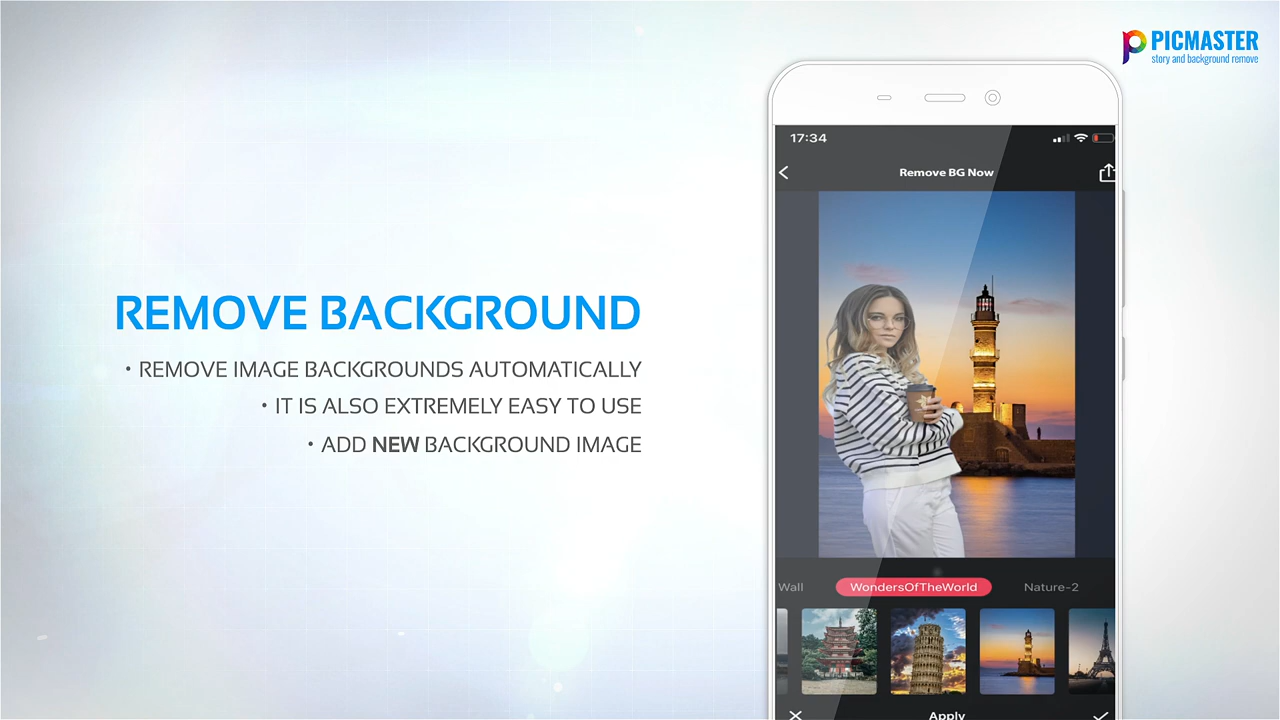 PICMASTER
story and background remove
17:34
Remove BG Now
REMOVE BACKGROUND
• REMOVE IMAGE BACKGROUNDS AUTOMATICALLY
• IT IS ALSO EXTREMELY EASY TO USE
• ADD NEW BACKGROUND IMAGE
Wall
WondersOfTheWorld
Nature-2
Apply